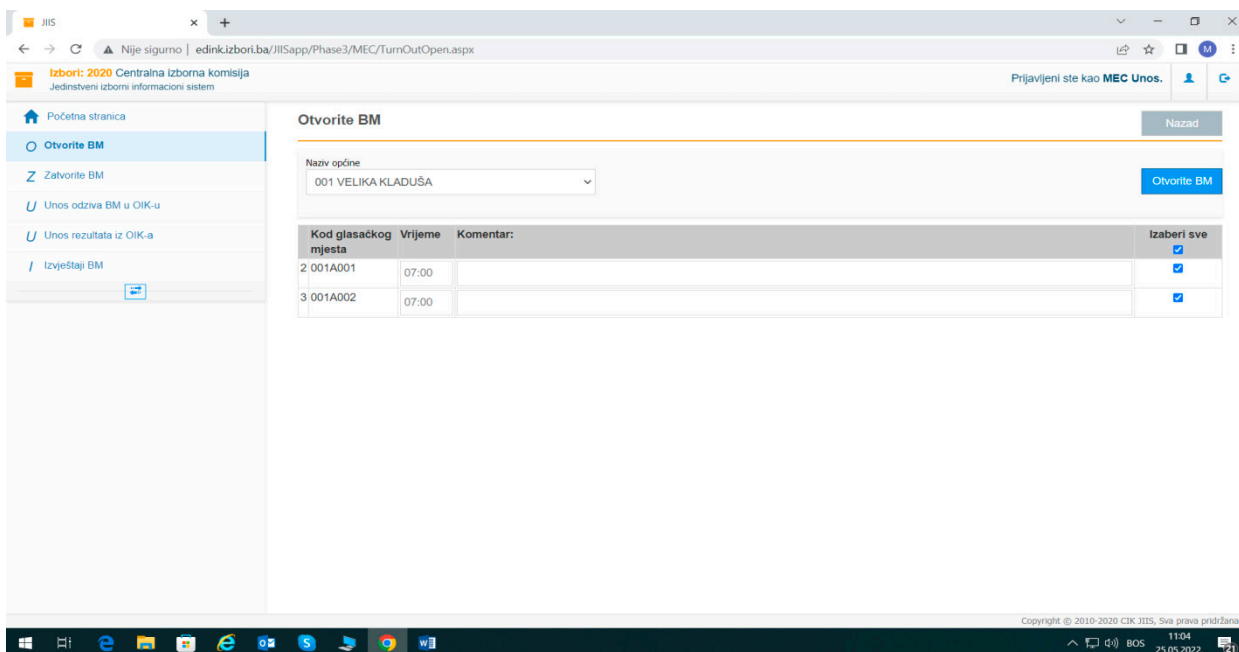 JIIS
Nije sigurno | edink.izbori.ba/JIISapp/Phase3/MEC/TurnOutOpen.aspx
M
Izbori: 2020 Centralna izborna komisija
Jedinstveni izborni informacioni sistem
Prijavljeni ste kao MEC Unos.
Početna stranica
O Otvorite BM
Z Zatvorite BM
U Unos odziva BM u OIK-u
U Unos rezultata iz OIK-a
I Izvještaji BM
Otvorite BM
Nazad
Naziv općine
001 VELIKA KLADUŠA
Otvorite BM
Kod glasačkog mjesta Vrijeme Komentar: Izaberi sve
2 001A001 07:00
3 001A002 07:00
Copyright © 2010-2020 CIK JIIS, Sva prava pridržana
BOS
11:04
25.05.2022
21